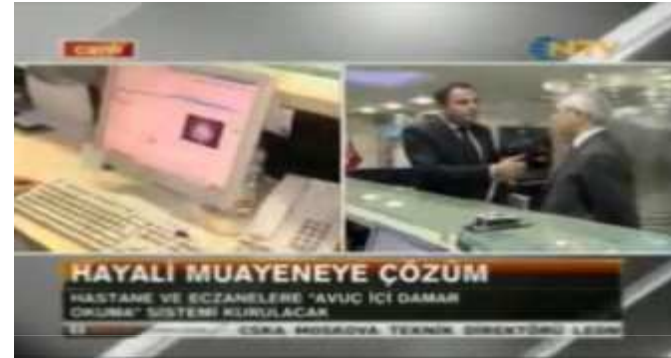 canlı
NTV
HAYALİ MUAYENEYE ÇÖZÜM
HASTANE VE ECZANELERE "AVUÇ İÇİ DAMAR
OKUMA" SİSTEMİ KURULACAK
CSKA MOSKOVA TEKNİK DİREKTÖRÜ